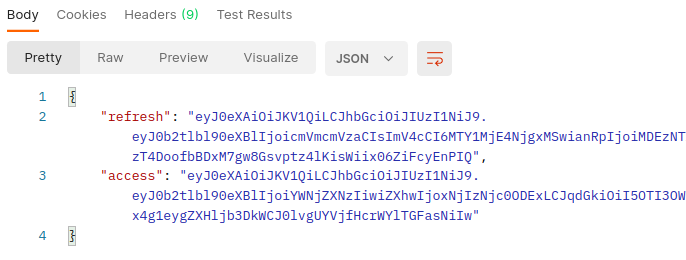 Body Cookies Headers (9) Test Results
Pretty Raw Preview Visualize JSON
1 {
2 "refresh": "eyJ0eXAiOiJKV1QiLCJhbGciOiJIUzI1NiJ9.
eyJ0b2tlbl90eXBlIjoicmVmcmVzaCIsImV4cCI6MTY1MjE4NjgxMSwianRpIjoiMDEzNT
zT4DoofbBDxM7gw8Gsvptz4lKisWiix06ZiFcyEnPIQ",
3 "access": "eyJ0eXAiOiJKV1QiLCJhbGciOiJIUzI1NiJ9.
eyJ0b2tlbl90eXBlIjoiYWNjZXNzIiwiZXhwIjoxNjIzNjc0ODExLCJqdGkiOiI5OTI3OW
x4g1eygZXHljb3DkWCJ0lvgUYVjfHcrWYlTGFasNiIw"
4 }